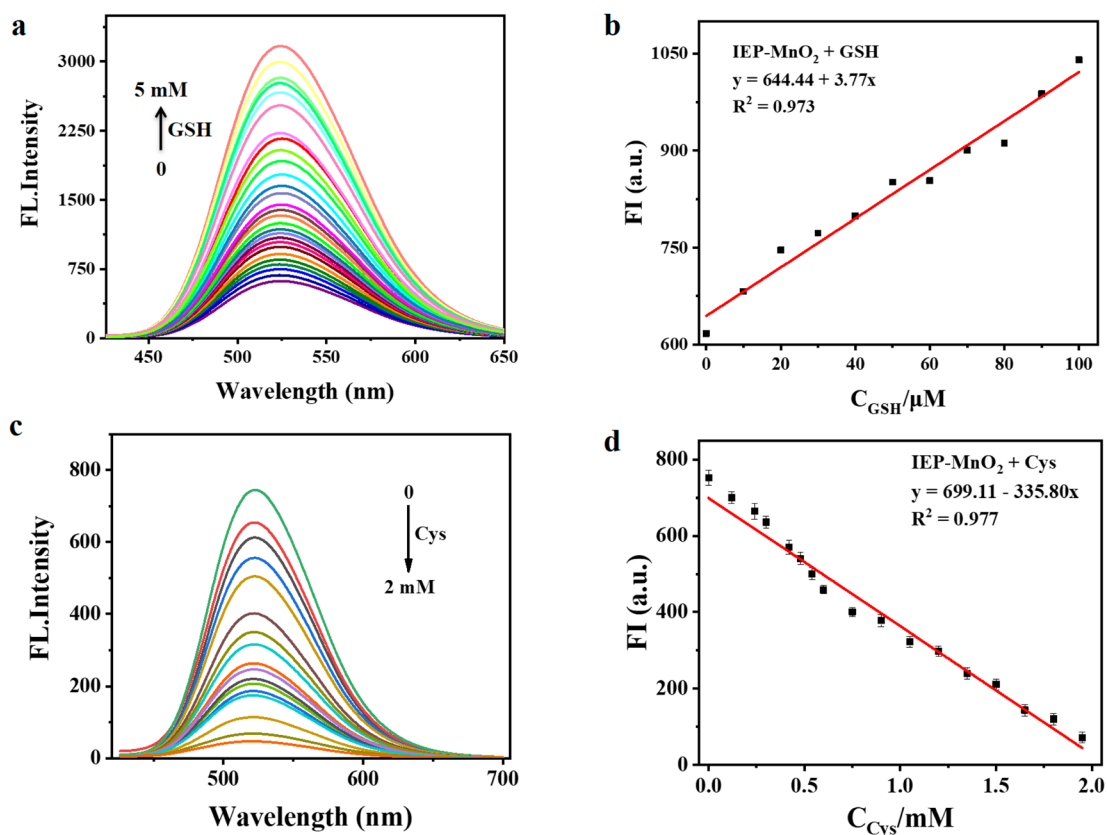 a
FL.Intensity
3000
2250
1500
750
0
5 mM
GSH
0
450
500
550
600
650
Wavelength (nm)
b
FI (a.u.)
1050
900
750
600
IEP-MnO₂ + GSH
y = 644.44 + 3.77x
R² = 0.973
0
20
40
60
80
100
C_GSH/μM
c
FL.Intensity
800
600
400
200
0
0
Cys
2 mM
500
600
700
Wavelength (nm)
d
FI (a.u.)
800
600
400
200
0
IEP-MnO₂ + Cys
y = 699.11 - 335.80x
R² = 0.977
0.0
0.5
1.0
1.5
2.0
C_Cys/mM